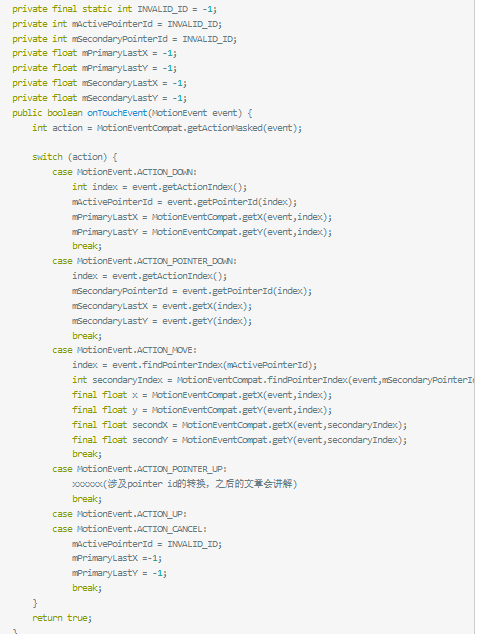 private final static int INVALID_ID = -1;
private int mActivePointerId = INVALID_ID;
private int mSecondaryPointerId = INVALID_ID;
private float mPrimaryLastX = -1;
private float mPrimaryLastY = -1;
private float mSecondaryLastX = -1;
private float mSecondaryLastY = -1;
public boolean onTouchEvent(MotionEvent event) {
    int action = MotionEventCompat.getActionMasked(event);

    switch (action) {
        case MotionEvent.ACTION_DOWN:
            int index = event.getActionIndex();
            mActivePointerId = event.getPointerId(index);
            mPrimaryLastX = MotionEventCompat.getX(event,index);
            mPrimaryLastY = MotionEventCompat.getY(event,index);
            break;
        case MotionEvent.ACTION_POINTER_DOWN:
            index = event.getActionIndex();
            mSecondaryPointerId = event.getPointerId(index);
            mSecondaryLastX = event.getX(index);
            mSecondaryLastY = event.getY(index);
            break;
        case MotionEvent.ACTION_MOVE:
            index = event.findPointerIndex(mActivePointerId);
            int secondaryIndex = MotionEventCompat.findPointerIndex(event,mSecondaryPointerId
            final float x = MotionEventCompat.getX(event,index);
            final float y = MotionEventCompat.getY(event,index);
            final float secondX = MotionEventCompat.getX(event,secondaryIndex);
            final float secondY = MotionEventCompat.getY(event,secondaryIndex);
            break;
        case MotionEvent.ACTION_POINTER_UP:
            xxxxxx(涉及pointer id的转换，之后的文章会讲解)
            break;
        case MotionEvent.ACTION_UP:
        case MotionEvent.ACTION_CANCEL:
            mActivePointerId = INVALID_ID;
            mPrimaryLastX =-1;
            mPrimaryLastY = -1;
            break;
    }
    return true;
}